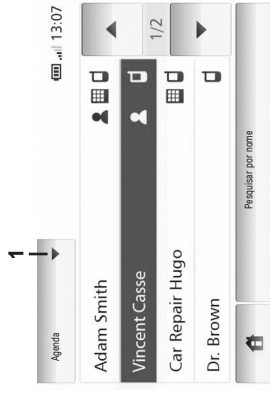 1
Agenda
13:07
Adam Smith
Vincent Casse
1/2
Car Repair Hugo
Dr. Brown
Pesquisar por nome